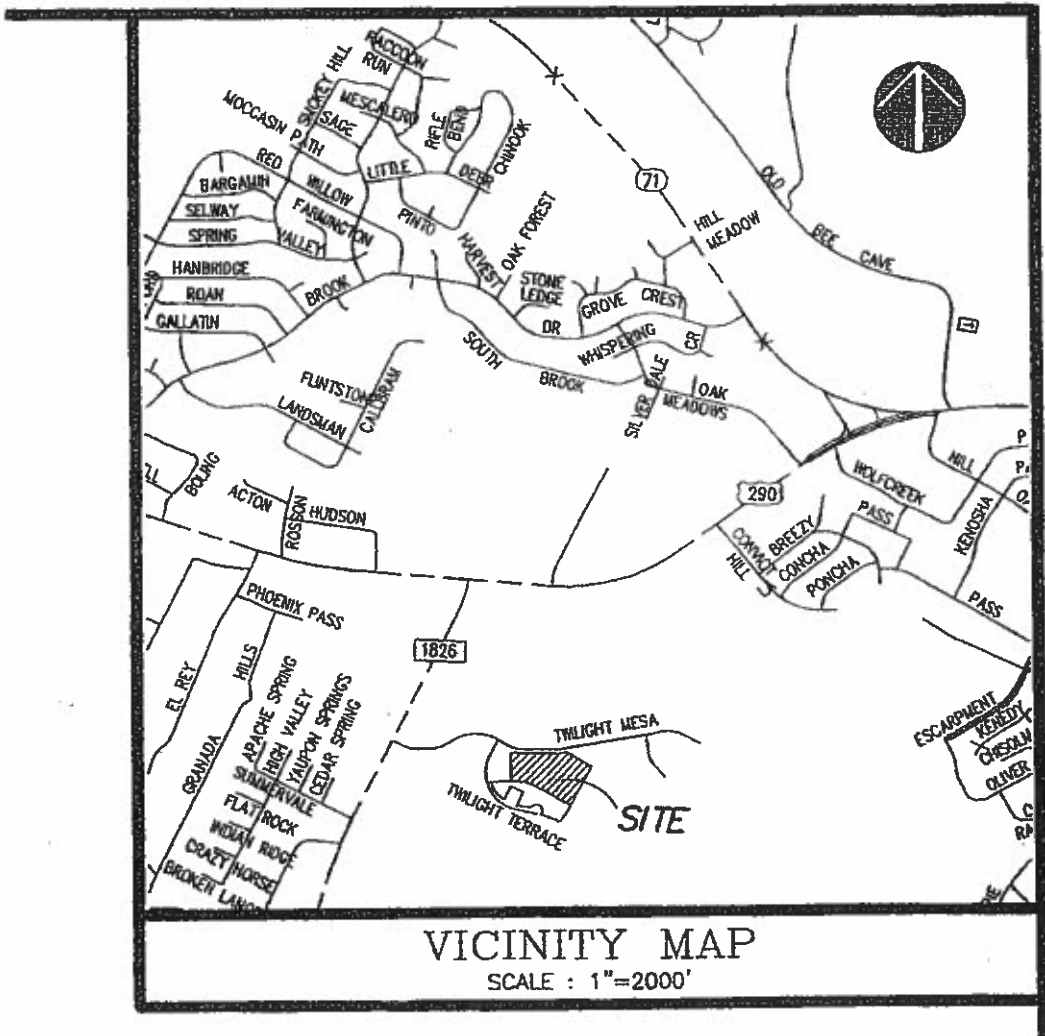 RACCOON
RUN
SMOKEY HILL
MESCALERO
SAGE
MOCCASIN PATH
RIFLE
BEND
CHINOOK
DEER
LITTLE
RED
WILLOW
BARGAMIN
SELWAY
SPRING
VALLEY
FARMINGTON
PINTO
HARVEST
OAK FOREST
71
HILL
MEADOW
OLD
BEE
CAVE
HANBRIDGE
ROAN
GALLATIN
BROOK
STONE
LEDGE
GROVE CREST
DR
WHISPERING
CR
SOUTH
BROOK
SILVER DALE
OAK
MEADOWS
FLINTSTONE
CALLBRAM
LANDSMAN
BOLING
ACTON
ROSSON
HUDSON
290
WOLFCREEK
HILL
P
P
KENOSHA
PASS
BREEZY
CONVICT
HILL
CONCHA
PONCHA
PASS
PHOENIX PASS
1826
EL REY
HILLS
GRANADA
APACHE SPRING
HIGH VALLEY
YAUPON SPRINGS
CEDAR SPRING
SUMMERVALE
FLAT ROCK
INDIAN RIDGE
CRAZY HORSE
BROKEN
TWILIGHT MESA
TWILIGHT TERRACE
SITE
ESCARPMENT
KENEDY
CHISOLM
OLIVER
RA
VICINITY MAP
SCALE : 1"=2000'